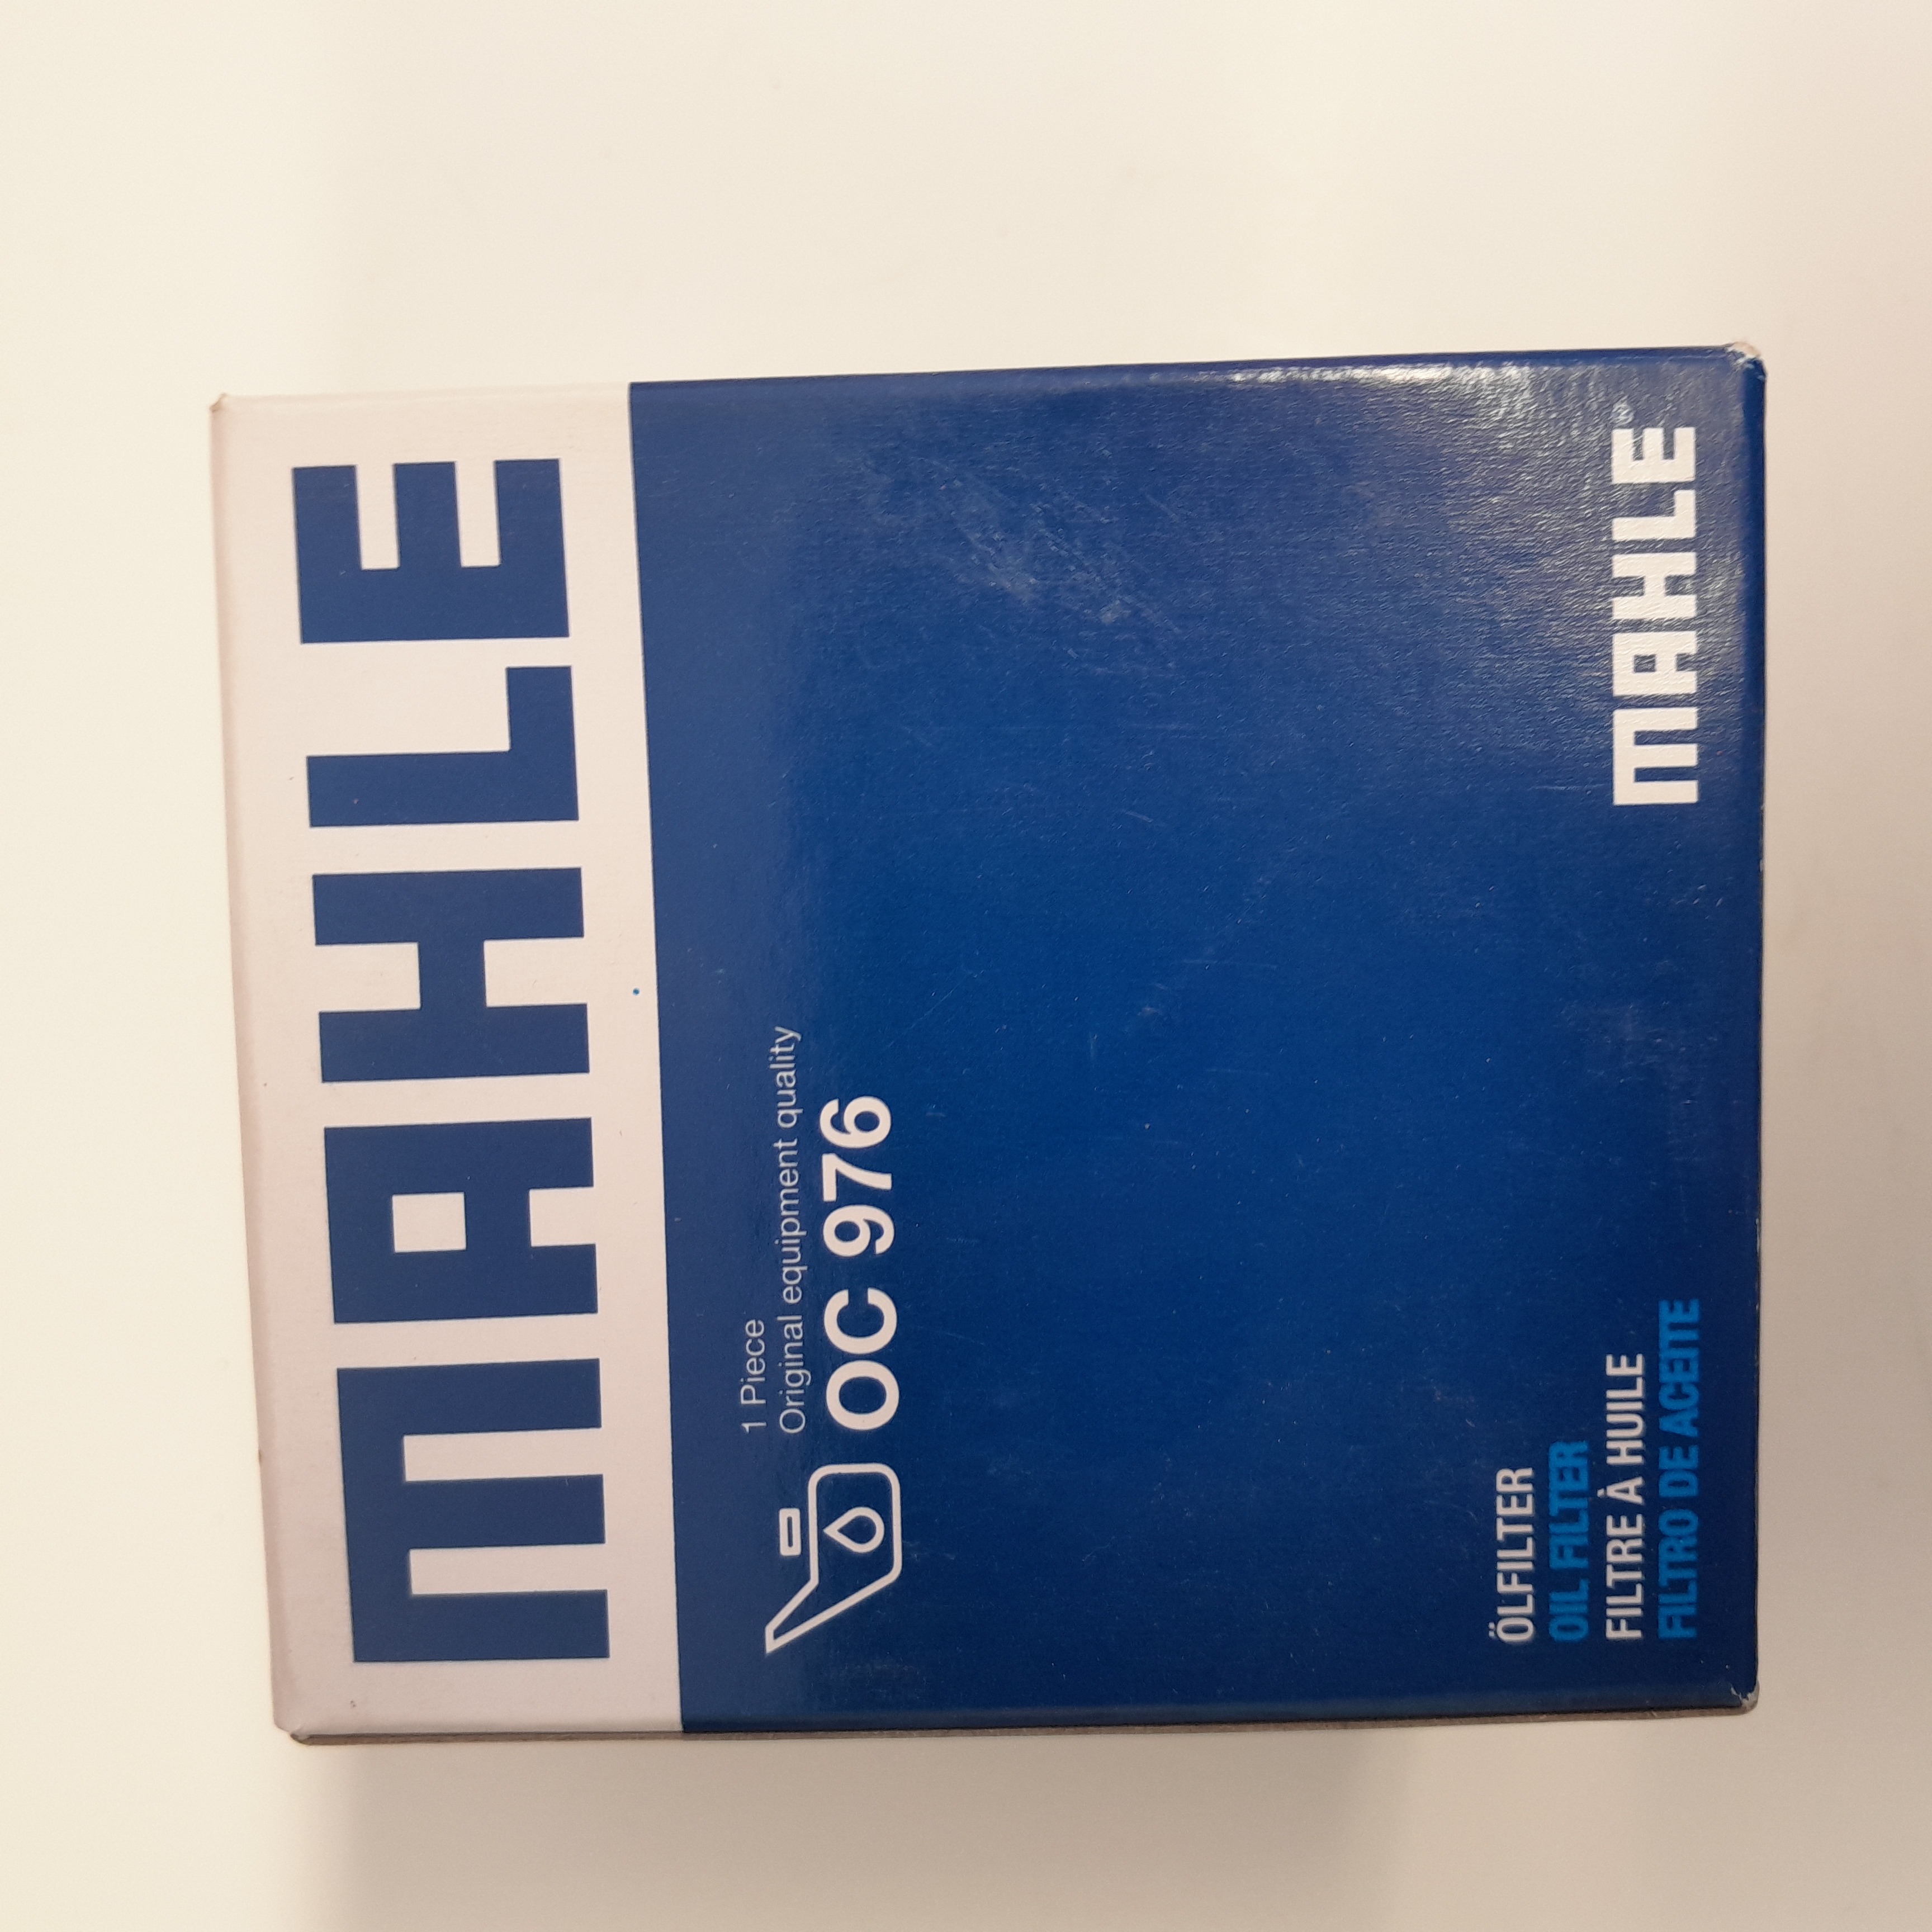 MAHLE
1 Piece
Original equipment quality
OC 976
ÖLFILTER
OIL FILTER
FILTRE À HUILE
FILTRO DE ACEITE
MAHLE®